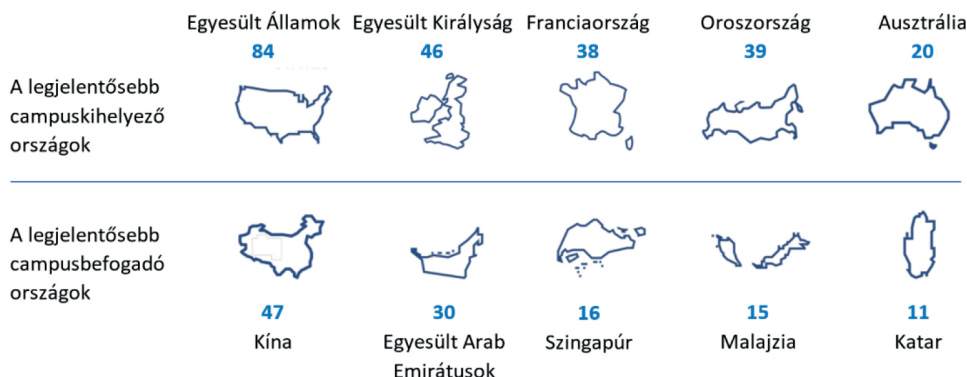 Egyesült Államok Egyesült Királyság Franciaország Oroszország Ausztrália
84 46 38 39 20
A legjelentősebb
campuskihelyező
országok
A legjelentősebb
campusbefogadó
országok
47 30 16 15 11
Kína Egyesült Arab Szingapúr Malajzia Katar
Emirátusok